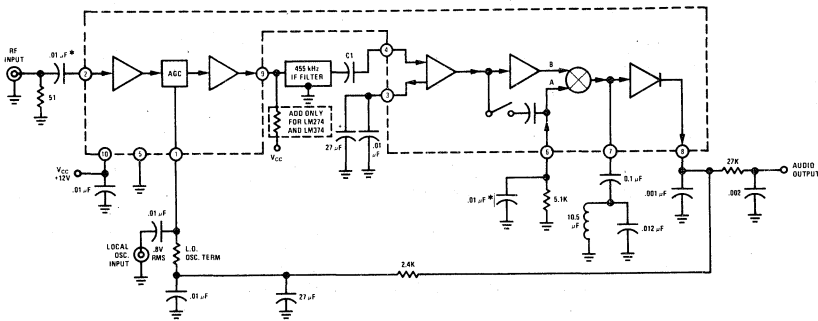 RF
INPUT
.01 μF*
51
2
AGC
9
455 kHz
IF FILTER
C1
4
3
ADD ONLY
FOR LM274
AND LM374
VCC
27 μF
.01
μF
B
A
10
5
1
6
7
8
VCC
+12V
.01 μF
.01 μF*
5.1K
0.1 μF
10.5
μF
.012μF
.001 μF
27K
.002
AUDIO
OUTPUT
.01 μF
LOCAL
OSC.
INPUT
.8V
RMS
L.O.
OSC. TERM
2.4K
.01 μF
27 μF